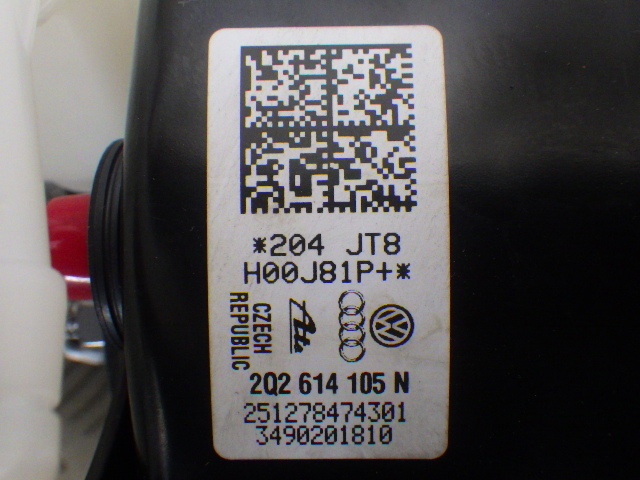 *204 JT8
H00J81P+*
CZECH
REPUBLIC
Ate
2Q2 614 105 N
251278474301
3490201810